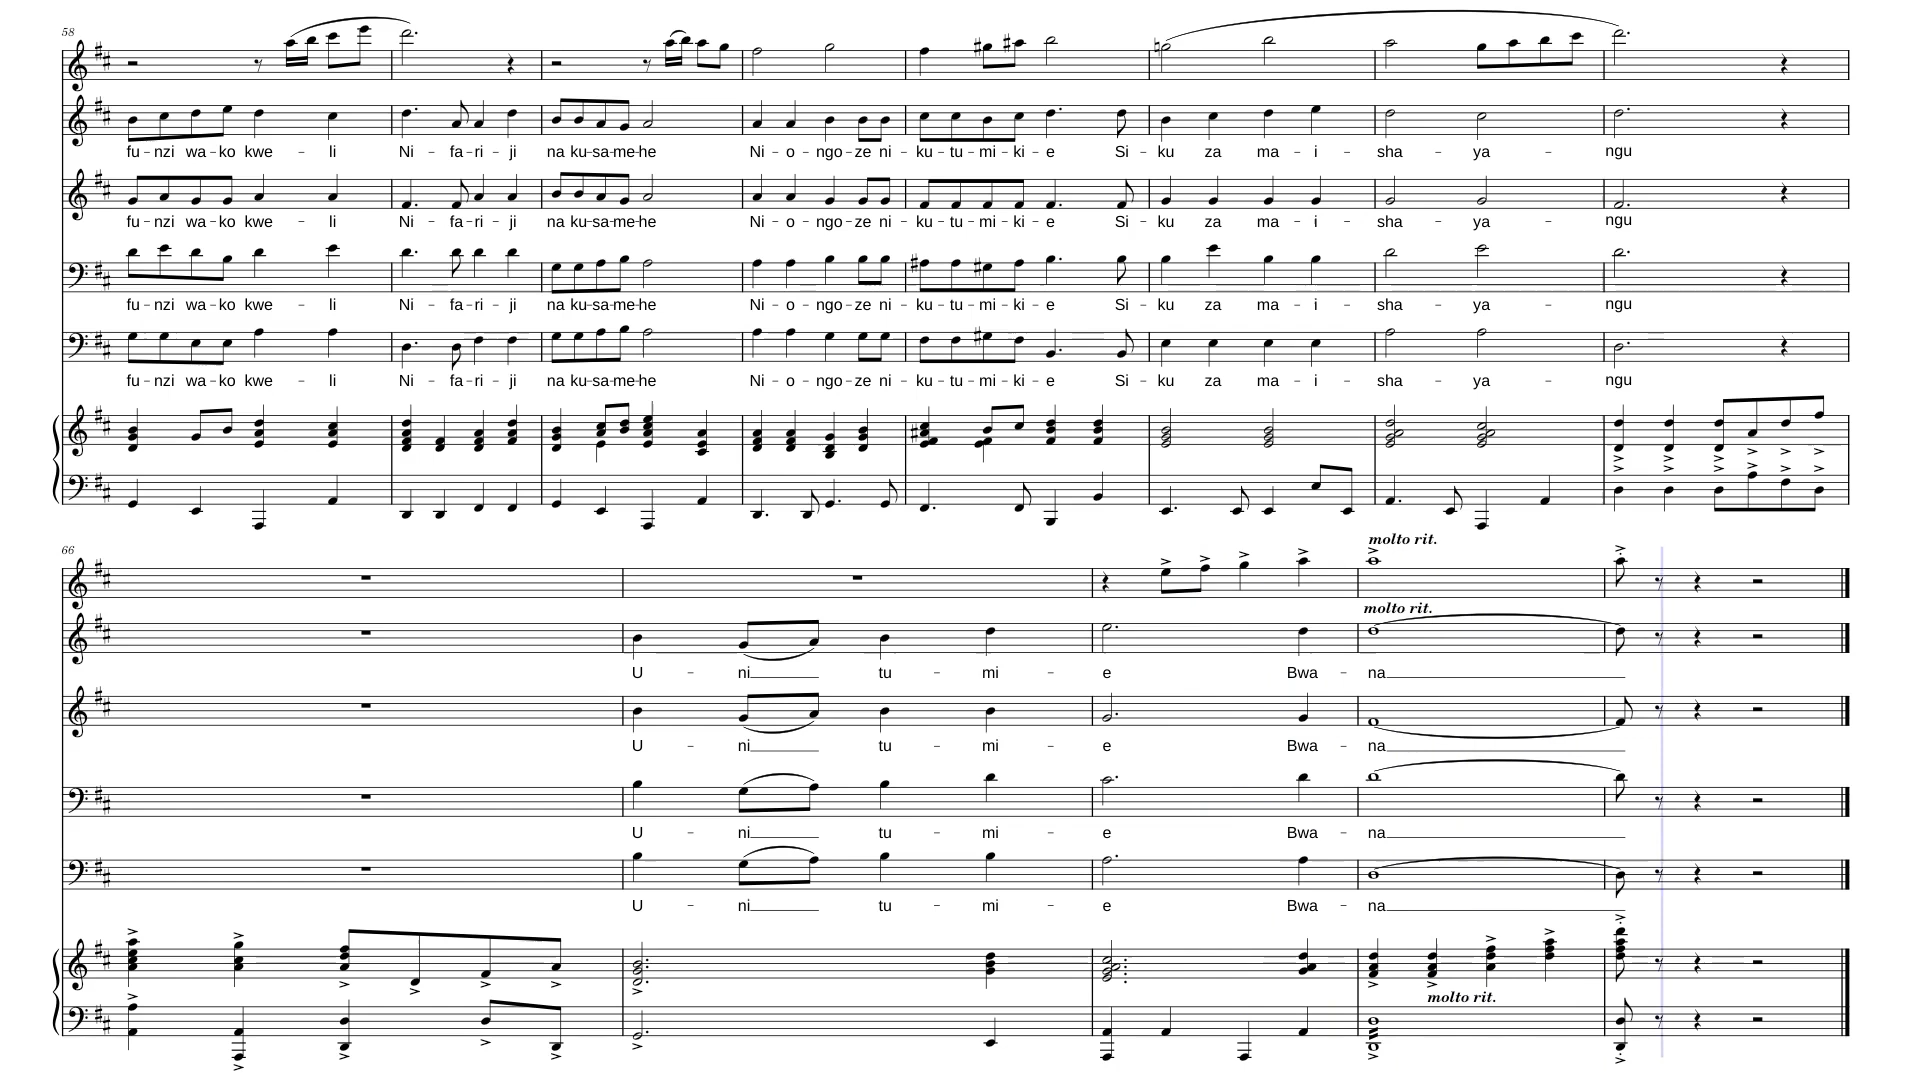 58
fu - nzi wa - ko kwe - li Ni - fa - ri - ji na ku - sa - me - he Ni - o - ngo - ze ni - ku - tu - mi - ki - e Si - ku za ma - i - sha - ya - ngu
fu - nzi wa - ko kwe - li Ni - fa - ri - ji na ku - sa - me - he Ni - o - ngo - ze ni - ku - tu - mi - ki - e Si - ku za ma - i - sha - ya - ngu
fu - nzi wa - ko kwe - li Ni - fa - ri - ji na ku - sa - me - he Ni - o - ngo - ze ni - ku - tu - mi - ki - e Si - ku za ma - i - sha - ya - ngu
fu - nzi wa - ko kwe - li Ni - fa - ri - ji na ku - sa - me - he Ni - o - ngo - ze ni - ku - tu - mi - ki - e Si - ku za ma - i - sha - ya - ngu
molto rit.
66
molto rit.
U - ni tu - mi - e Bwa - na
U - ni tu - mi - e Bwa - na
U - ni tu - mi - e Bwa - na
U - ni tu - mi - e Bwa - na
molto rit.